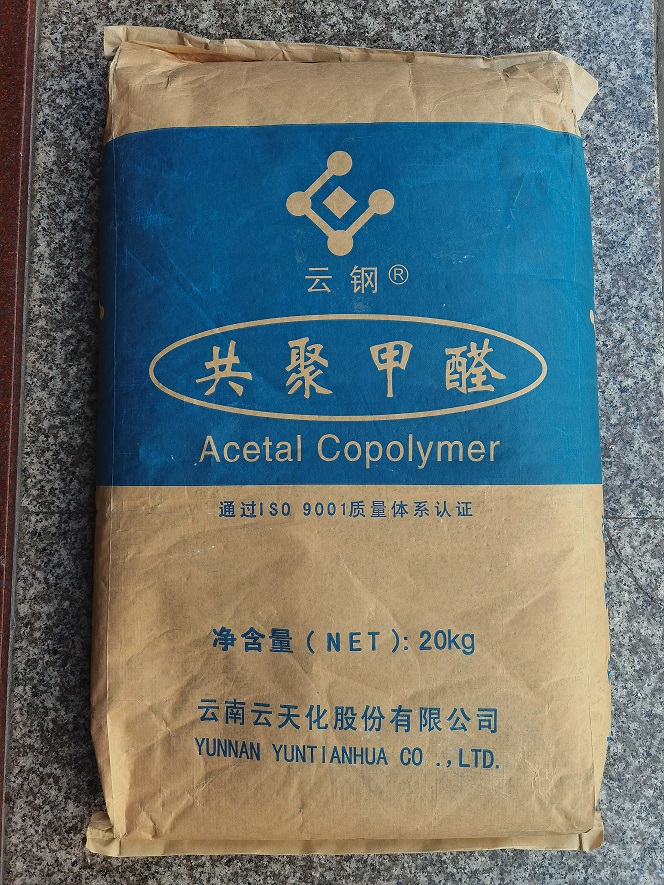 云钢®
共聚甲醛
Acetal Copolymer
通过ISO 9001质量体系认证
净含量（NET）：20kg
云南云天化股份有限公司
YUNNAN YUNTIANHUA CO .,LTD.